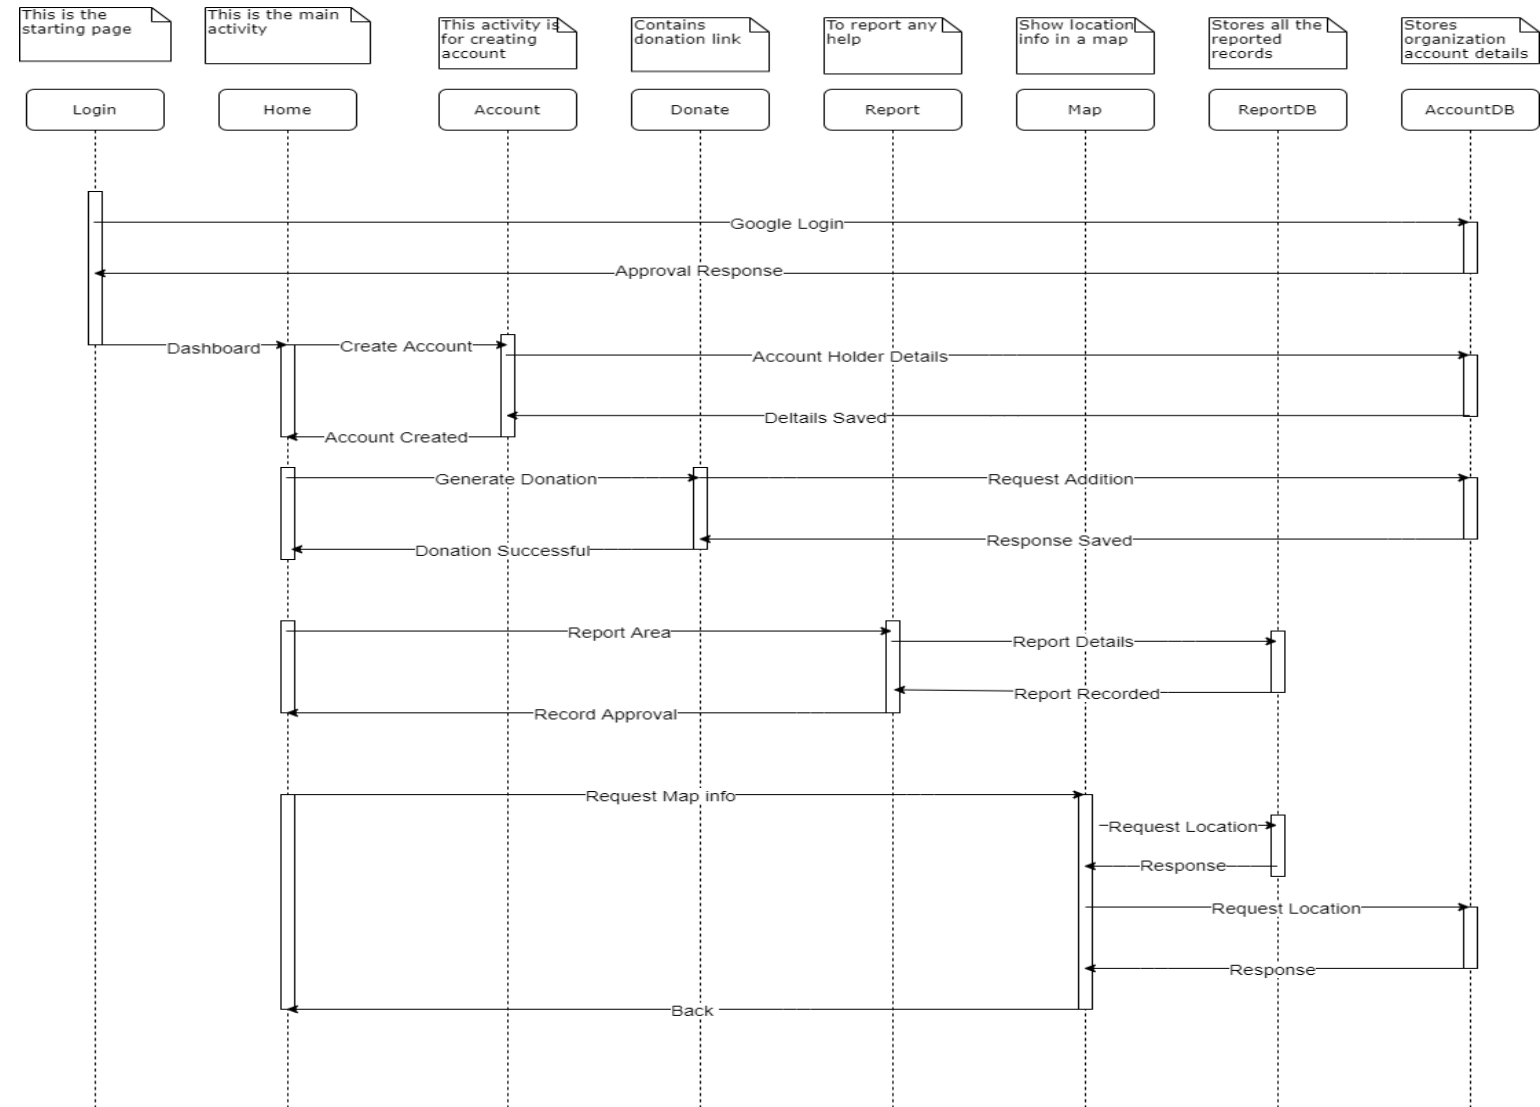 This is the
starting page
This is the main
activity
This activity is
for creating
account
Contains
donation link
To report any
help
Show location
info in a map
Stores all the
reported
records
Stores
organization
account details
Login
Home
Account
Donate
Report
Map
ReportDB
AccountDB
Google Login
Approval Response
Dashboard
Create Account
Account Holder Details
Deltails Saved
Account Created
Generate Donation
Request Addition
Response Saved
Donation Successful
Report Area
Report Details
Report Recorded
Record Approval
Request Map info
Request Location
Response
Request Location
Response
Back